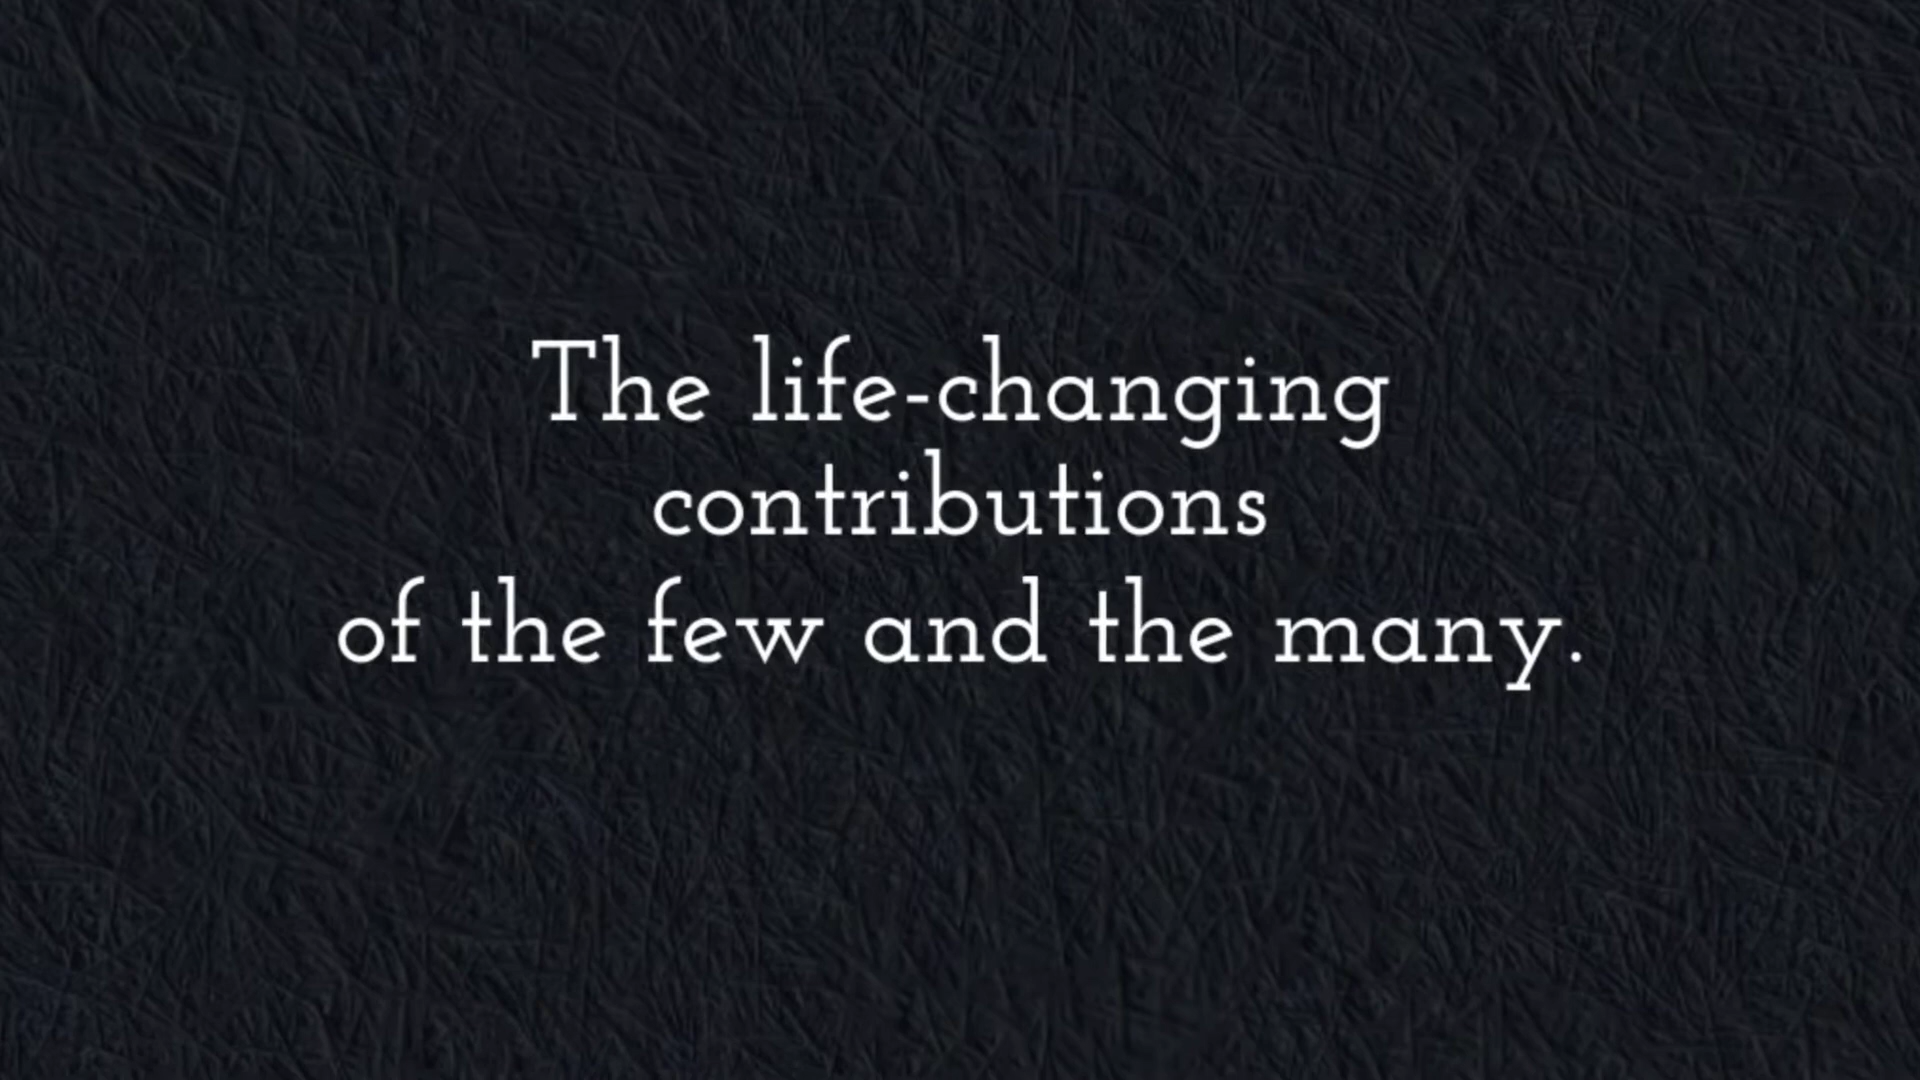 The life-changing
contributions
of the few and the many.